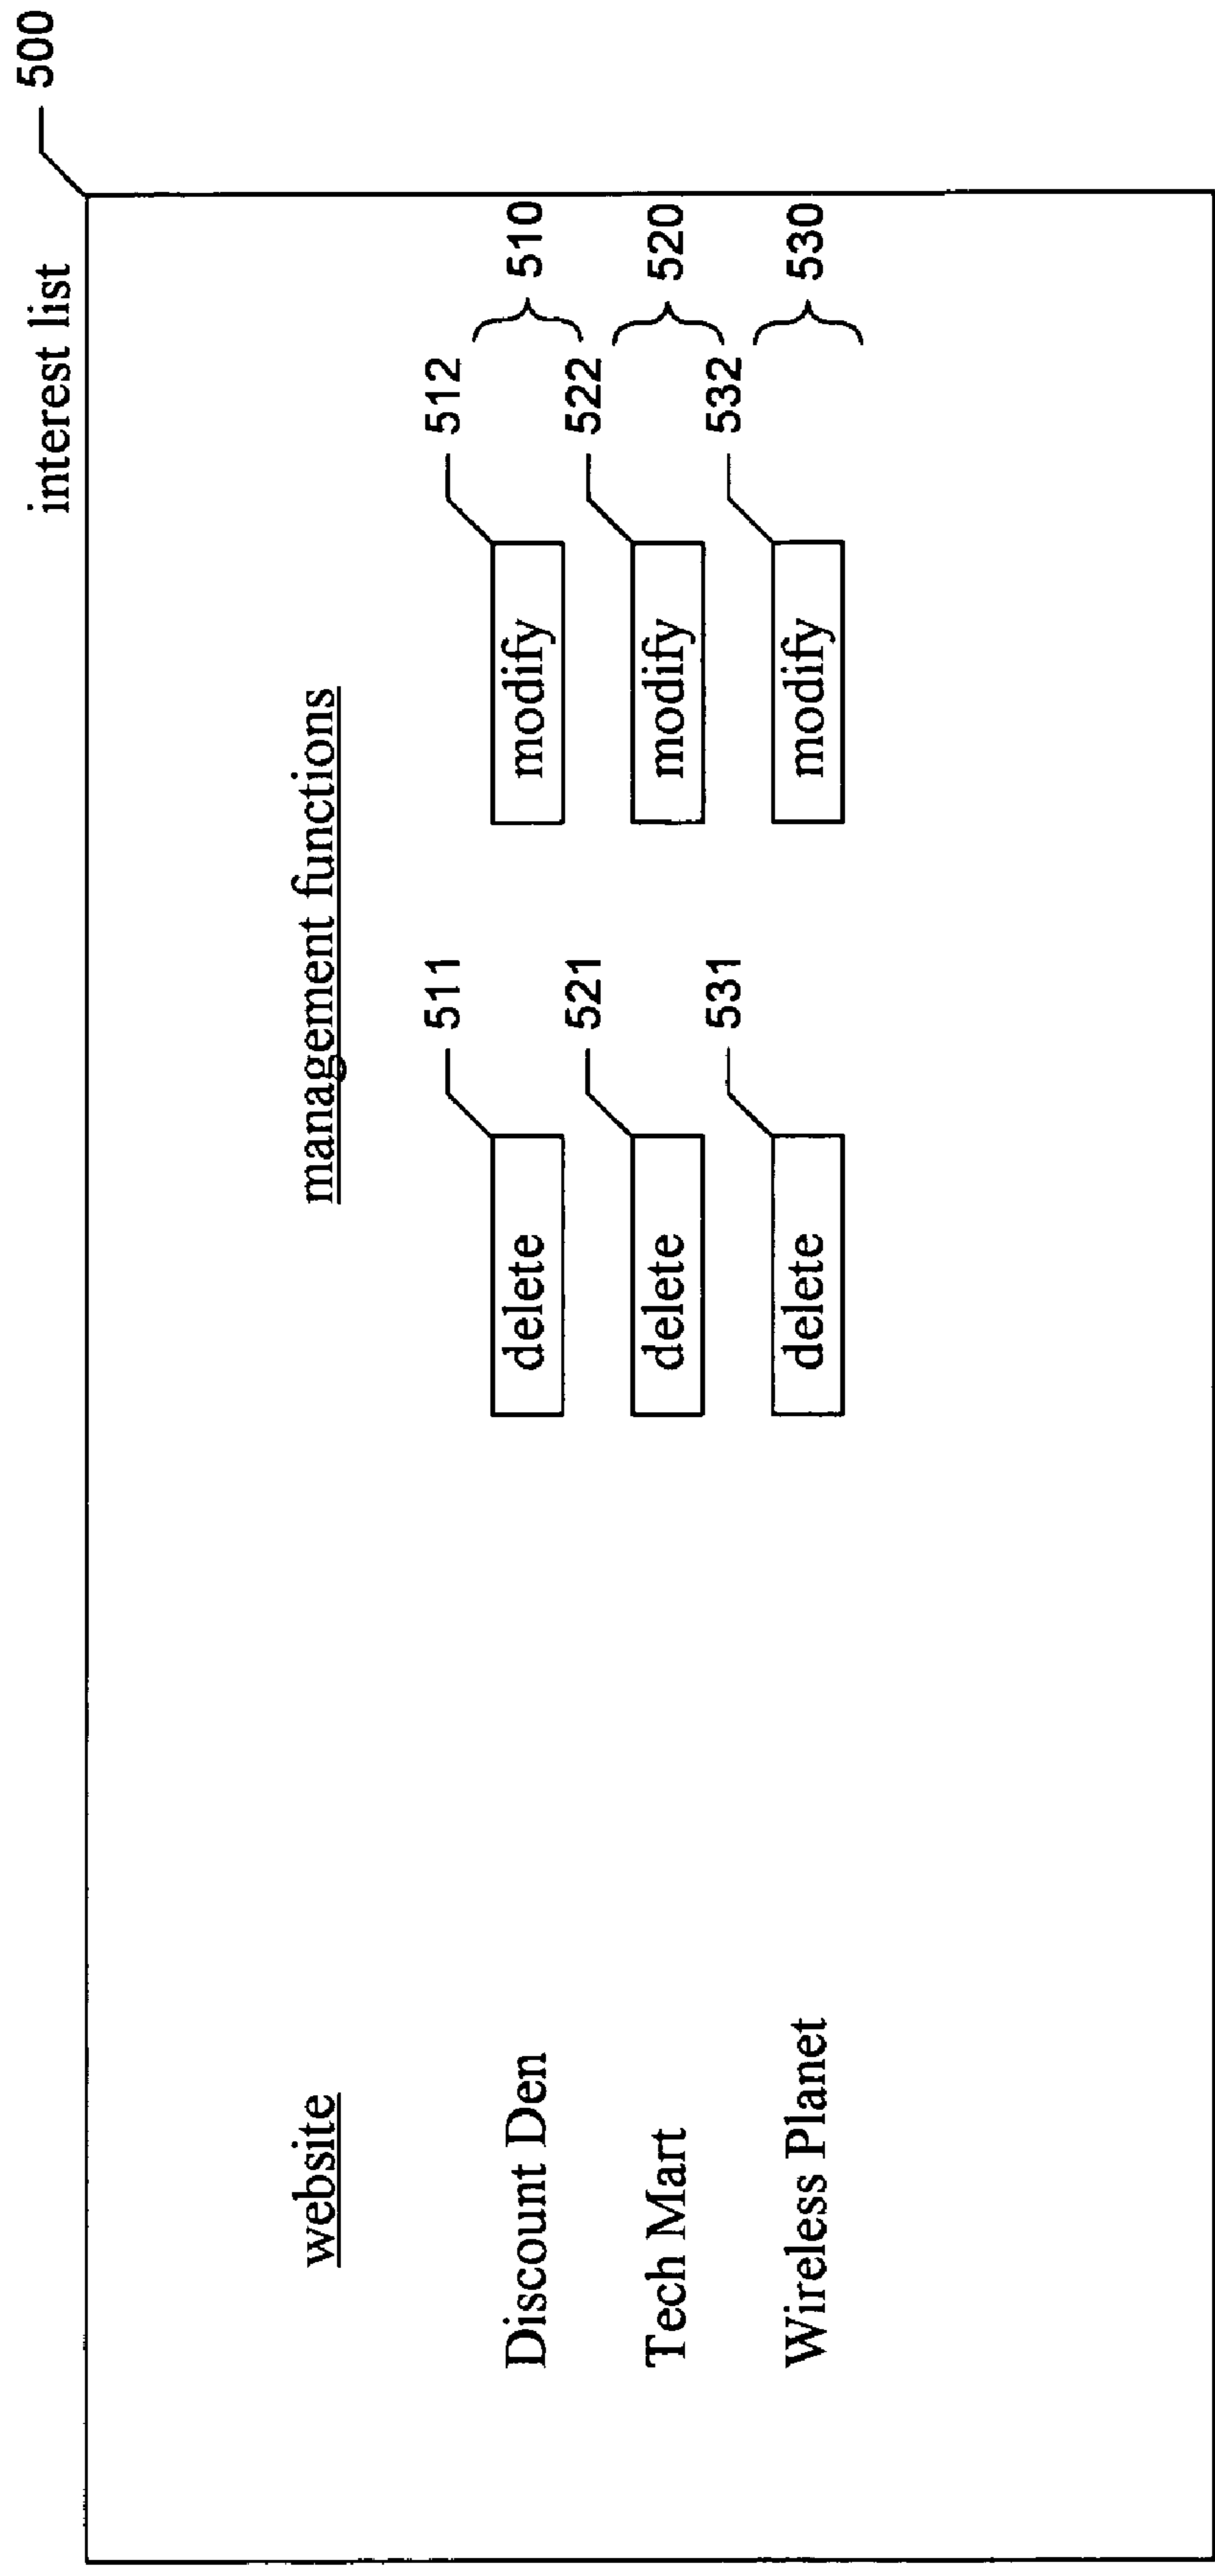 500
interest list
website management functions
511 512
Discount Den delete modify 510
521 522
Tech Mart delete modify 520
531 532
Wireless Planet delete modify 530